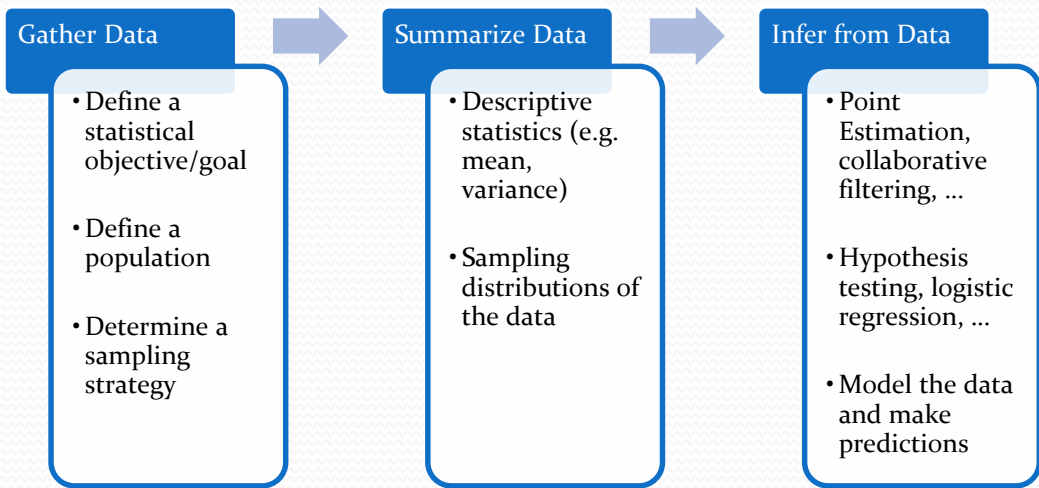 Gather Data
• Define a
statistical
objective/goal
• Define a
population
• Determine a
sampling
strategy
Summarize Data
• Descriptive
statistics (e.g.
mean,
variance)
• Sampling
distributions of
the data
Infer from Data
• Point
Estimation,
collaborative
filtering, ...
• Hypothesis
testing, logistic
regression, ...
• Model the data
and make
predictions